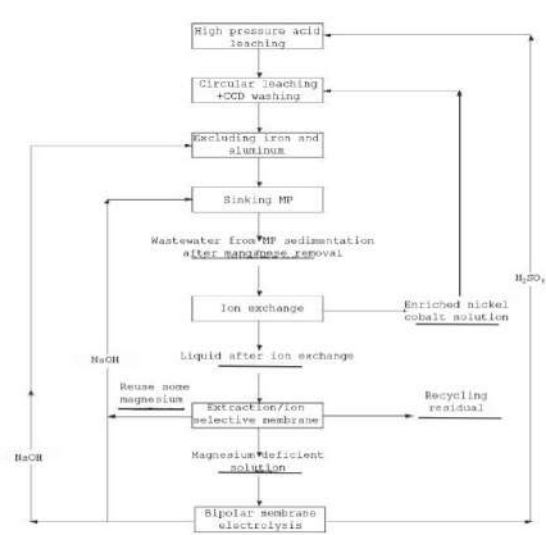 High pressure acid
leaching
Circular leaching
+CCD washing
Excluding iron and
aluminum
Sinking MP
Wastewater from MP sedimentation
after manganese removal
H₂SO₄
Ion exchange
Enriched nickel
cobalt solution
Liquid after ion exchange
NaOH
Reuse some
magnesium
Recycling
residual
Extraction/ion
selective membrane
Magnesium deficient
solution
NaOH
Bipolar membrane
electrolysis